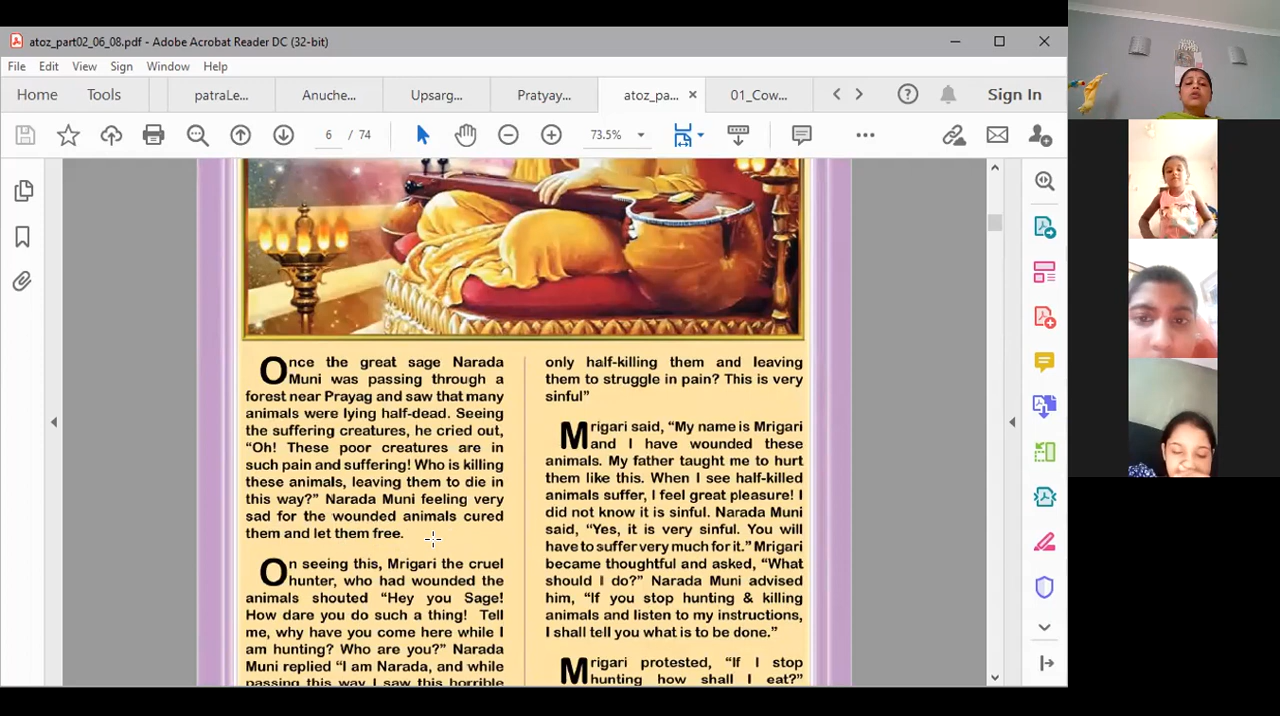 atoz_part02_06_08.pdf - Adobe Acrobat Reader DC (32-bit)
File Edit View Sign Window Help
Home Tools patraLe... Anuche... Upsarg... Pratyay... atoz_pa... 01_Cow... Sign In
6 / 74 73.5%
Once the great sage Narada
Muni was passing through a
forest near Prayag and saw that many
animals were lying half-dead. Seeing
the suffering creatures, he cried out,
“Oh! These poor creatures are in
such pain and suffering! Who is killing
these animals, leaving them to die in
this way?” Narada Muni feeling very
sad for the wounded animals cured
them and let them free.
On seeing this, Mrigari the cruel
hunter, who had wounded the
animals shouted “Hey you Sage!
How dare you do such a thing! Tell
me, why have you come here while I
am hunting? Who are you?” Narada
Muni replied “I am Narada, and while
passing this way I saw this horrible
only half-killing them and leaving
them to struggle in pain? This is very
sinful”
Mrigari said, “My name is Mrigari
and I have wounded these
animals. My father taught me to hurt
them like this. When I see half-killed
animals suffer, I feel great pleasure! I
did not know it is sinful. Narada Muni
said, “Yes, it is very sinful. You will
have to suffer very much for it.” Mrigari
became thoughtful and asked, “What
should I do?” Narada Muni advised
him, “If you stop hunting & killing
animals and listen to my instructions,
I shall tell you what is to be done.”
Mrigari protested, “If I stop
hunting how shall I eat?”